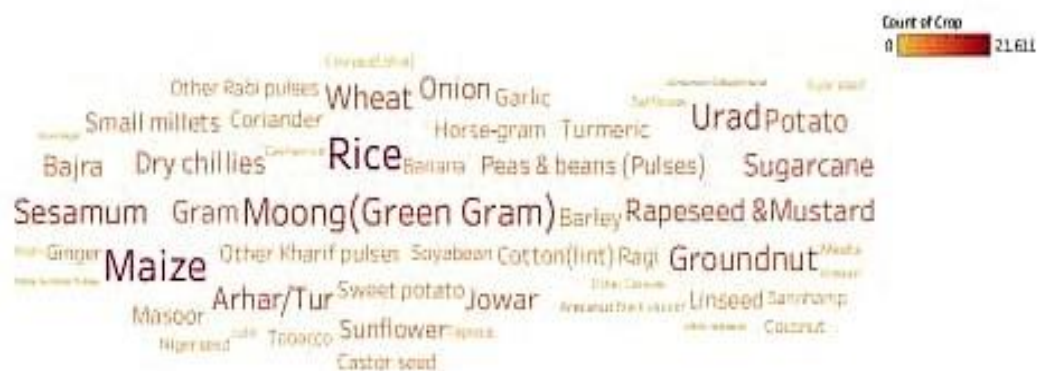 Count of Crop
0 21,611
Other Rabi pulses Wheat Onion Garlic
Small millets Coriander Horse-gram Turmeric Urad Potato
Bajra Dry chillies Rice Banana Peas & beans (Pulses) Sugarcane
Sesamum Gram Moong(Green Gram) Barley Rapeseed &Mustard
Ginger Maize Other Kharif pulses Soyabean Cotton(lint) Ragi Groundnut
Arhar/Tur Sweet potato Jowar Linseed Sannhamp
Masoor Sunflower Coconut
Niger seed Tobacco
Castor seed